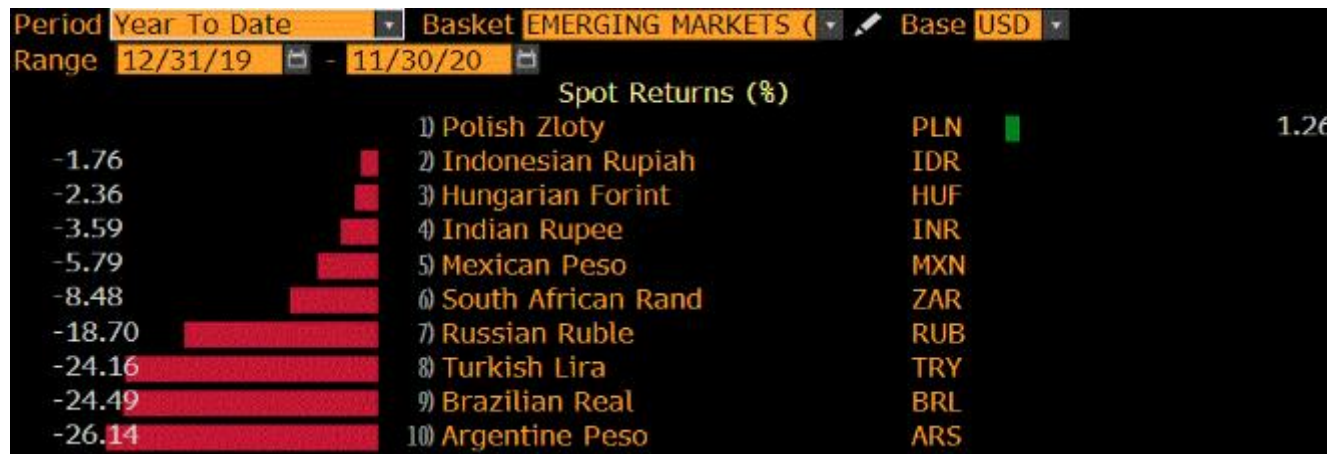 Period Year To Date Basket EMERGING MARKETS ( Base USD
Range 12/31/19 - 11/30/20
Spot Returns (%)
1) Polish Zloty PLN 1.26
-1.76 2) Indonesian Rupiah IDR
-2.36 3) Hungarian Forint HUF
-3.59 4) Indian Rupee INR
-5.79 5) Mexican Peso MXN
-8.48 6) South African Rand ZAR
-18.70 7) Russian Ruble RUB
-24.16 8) Turkish Lira TRY
-24.49 9) Brazilian Real BRL
-26.14 10) Argentine Peso ARS